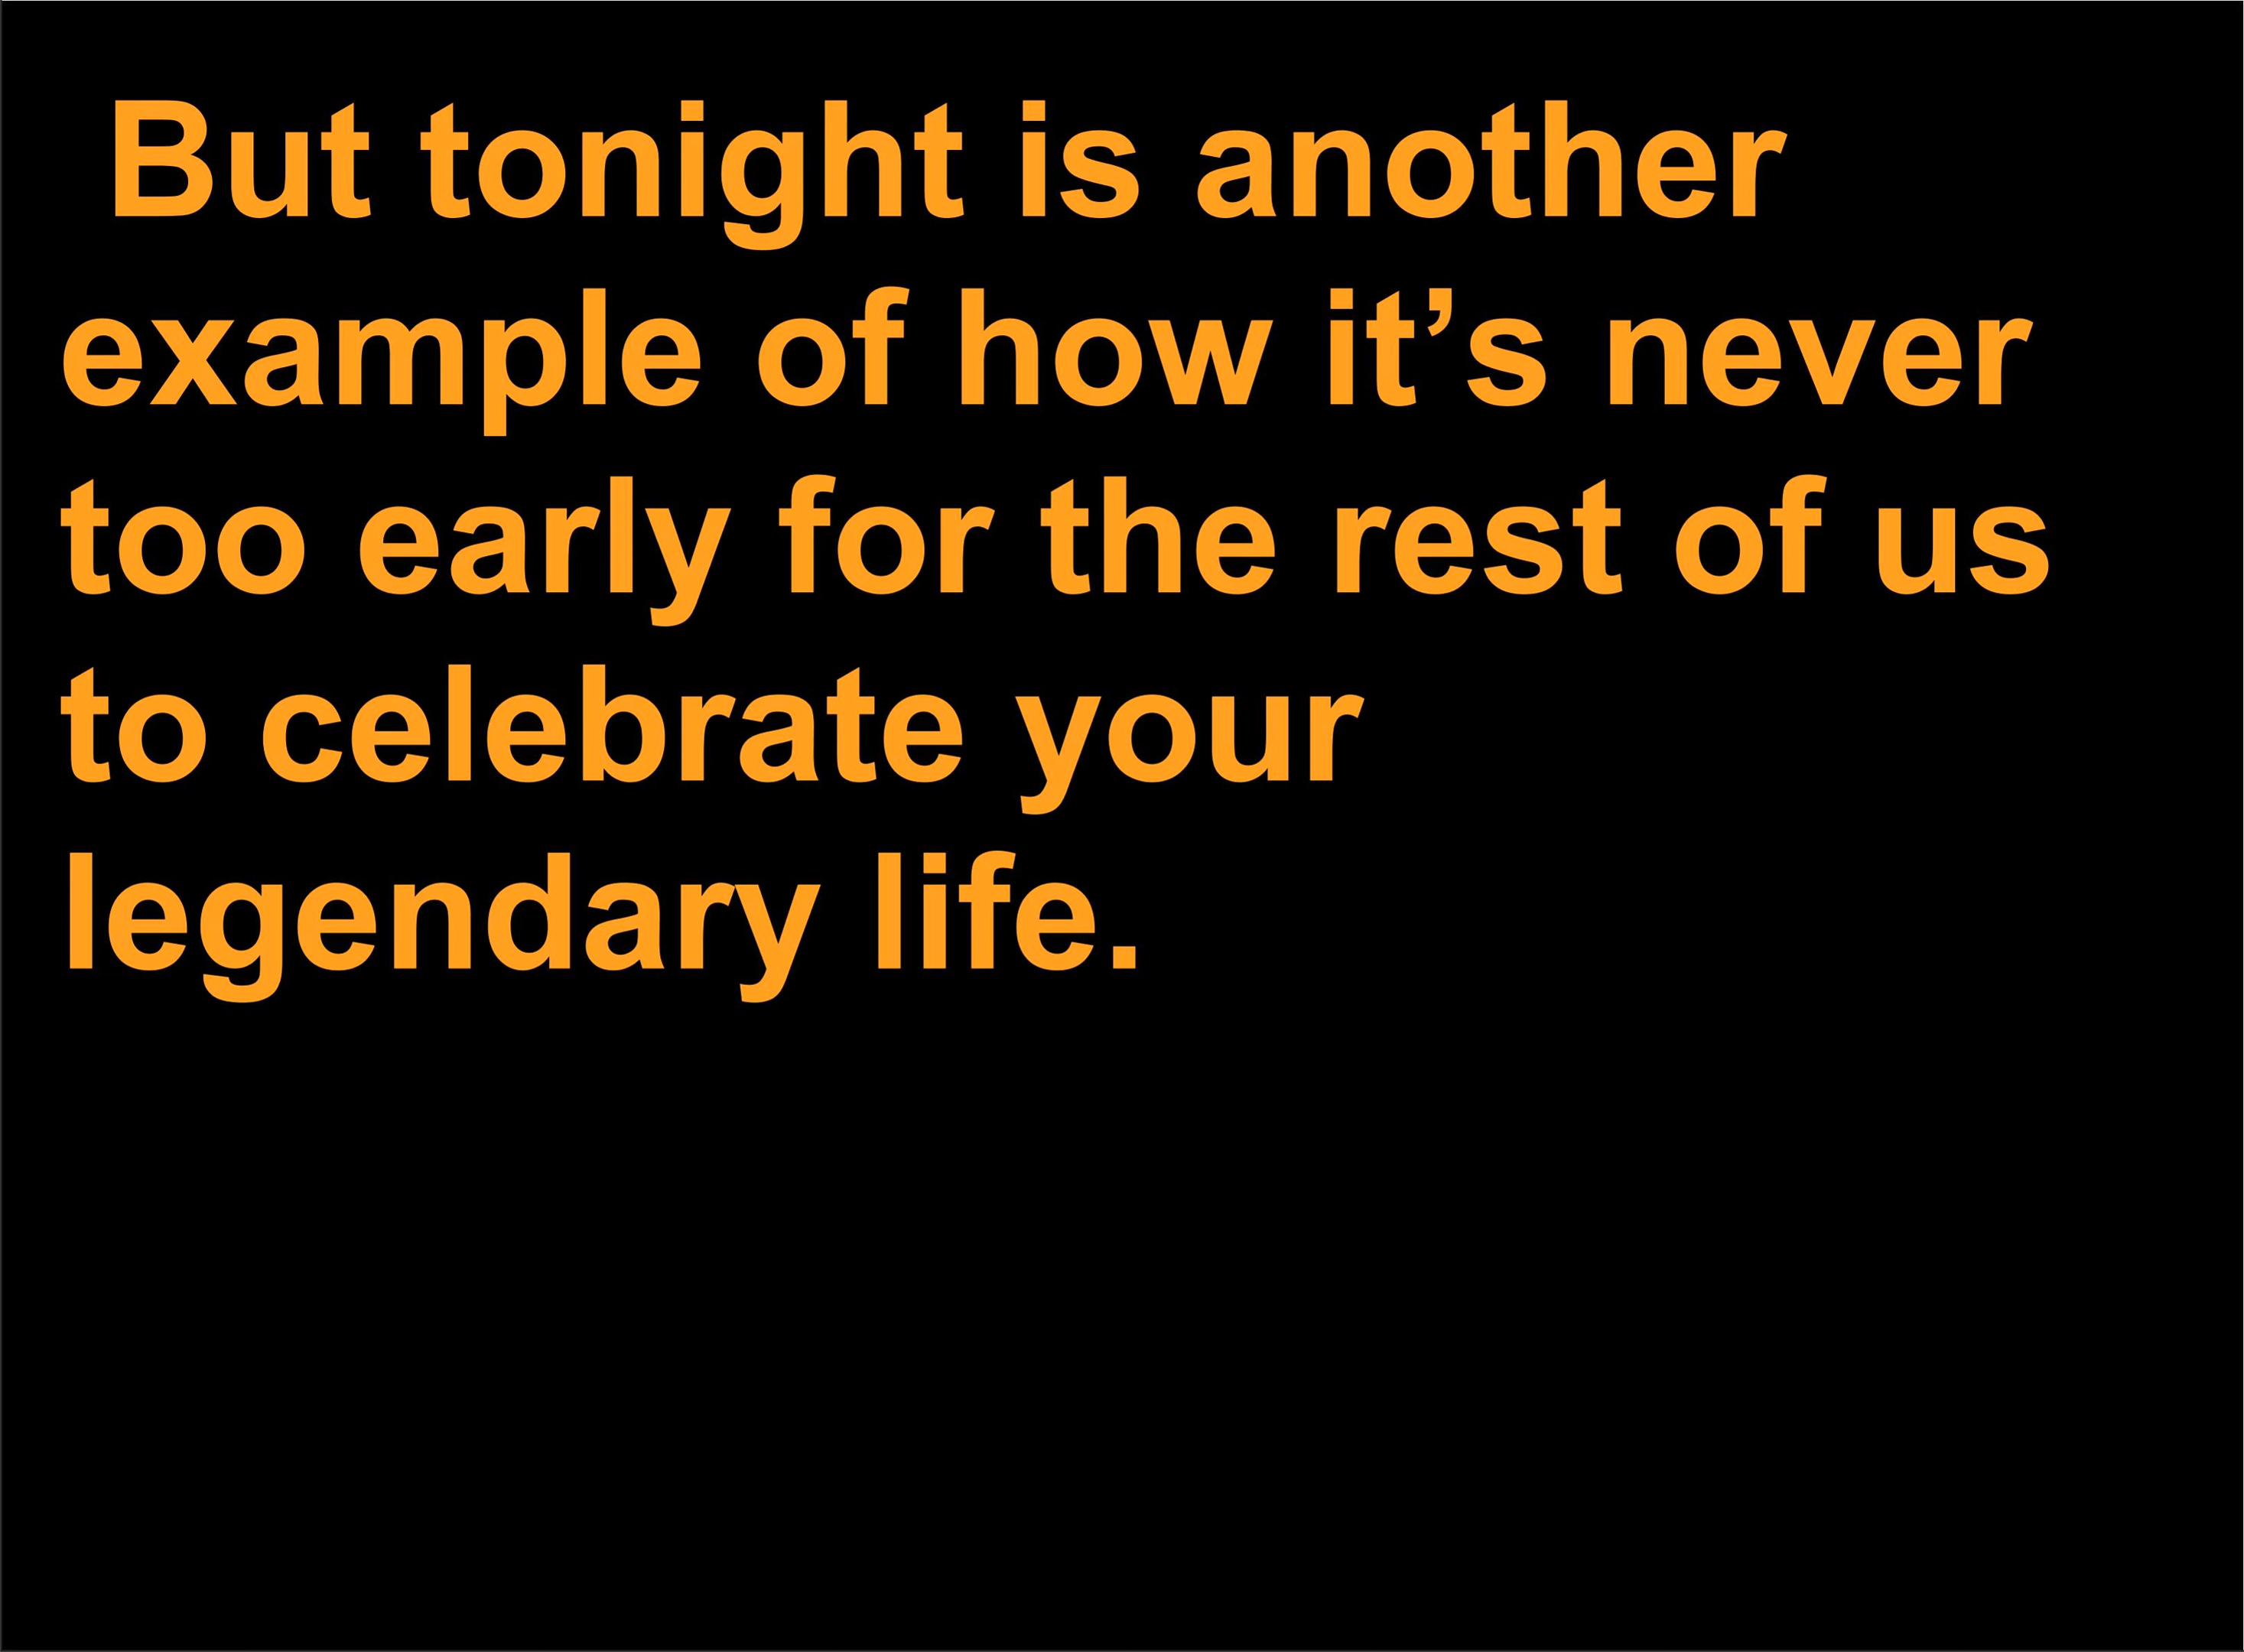 But tonight is another
example of how it’s never
too early for the rest of us
to celebrate your
legendary life.